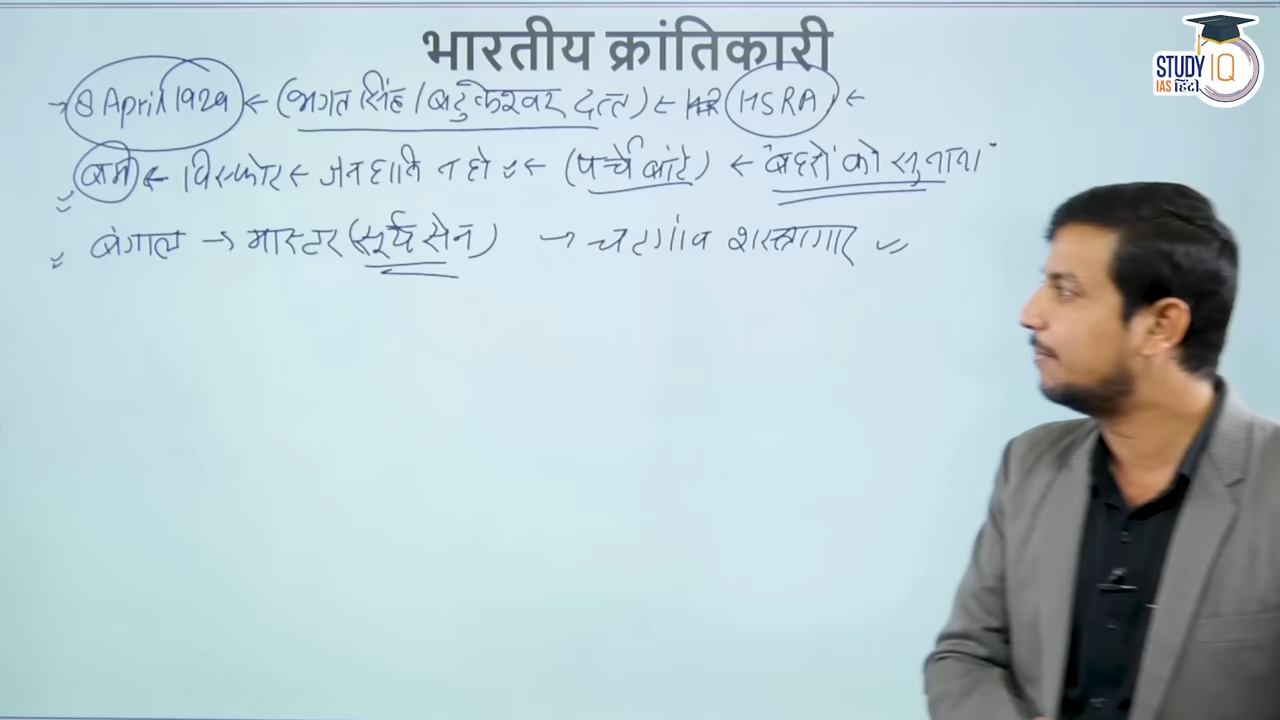 भारतीय क्रांतिकारी
STUDY IQ
IAS हिंदी
→ 8 April 1929 ← (भगत सिंह / बटुकेश्वर दत्त) ← HSRA ←
बम ← विस्फोट ← जनहानि न हो ← (पर्चे बांटे) ← "बहरों को सुनाना"
बंगाल → मास्टर (सूर्य सेन) → चटगांव शस्त्रागार